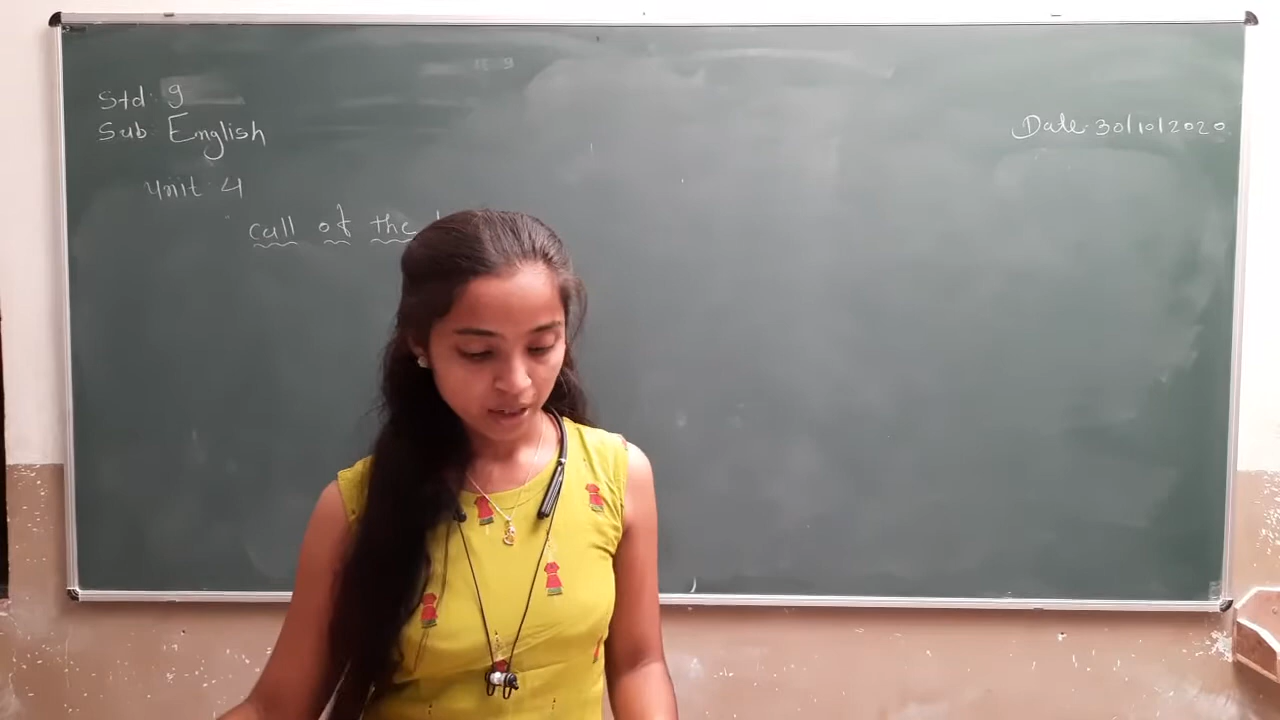 Std : 9
Sub English
Date 30/10/2020
Unit : 4
call of the